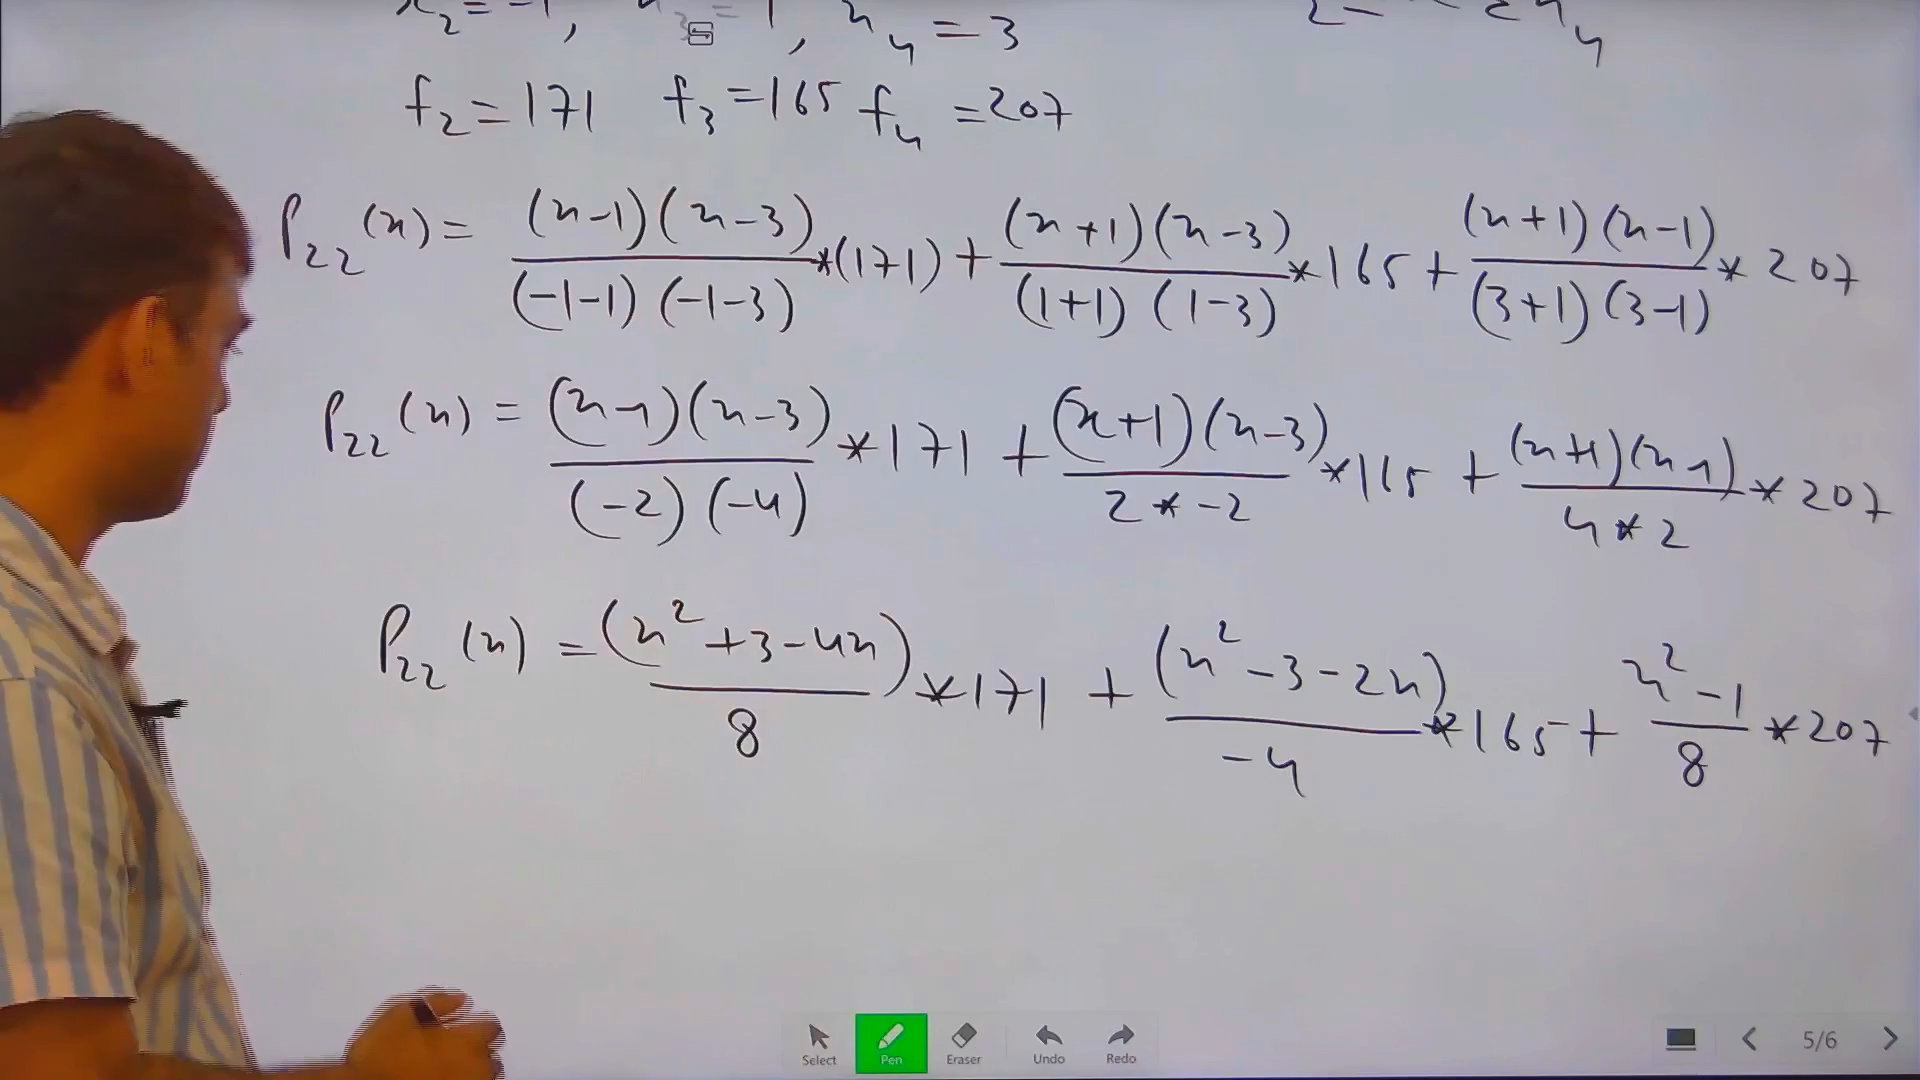 x₂ = -1, x₃ = 1, x₄ = 3
f₂ = 171 f₃ = 165 f₄ = 207
P₂₂(x) = (x-1)(x-3)/(-1-1)(-1-3) *(171) + (x+1)(x-3)/(1+1)(1-3) *165 + (x+1)(x-1)/(3+1)(3-1) * 207
P₂₂(x) = (x-1)(x-3)/(-2)(-4) *171 + (x+1)(x-3)/2*-2 *165 + (x+1)(x-1)/4*2 *207
P₂₂(x) = (x²+3-4x)/8 *171 + (x²-3-2x)/-4 *165 + x²-1/8 *207
Select Pen Eraser Undo Redo 5/6